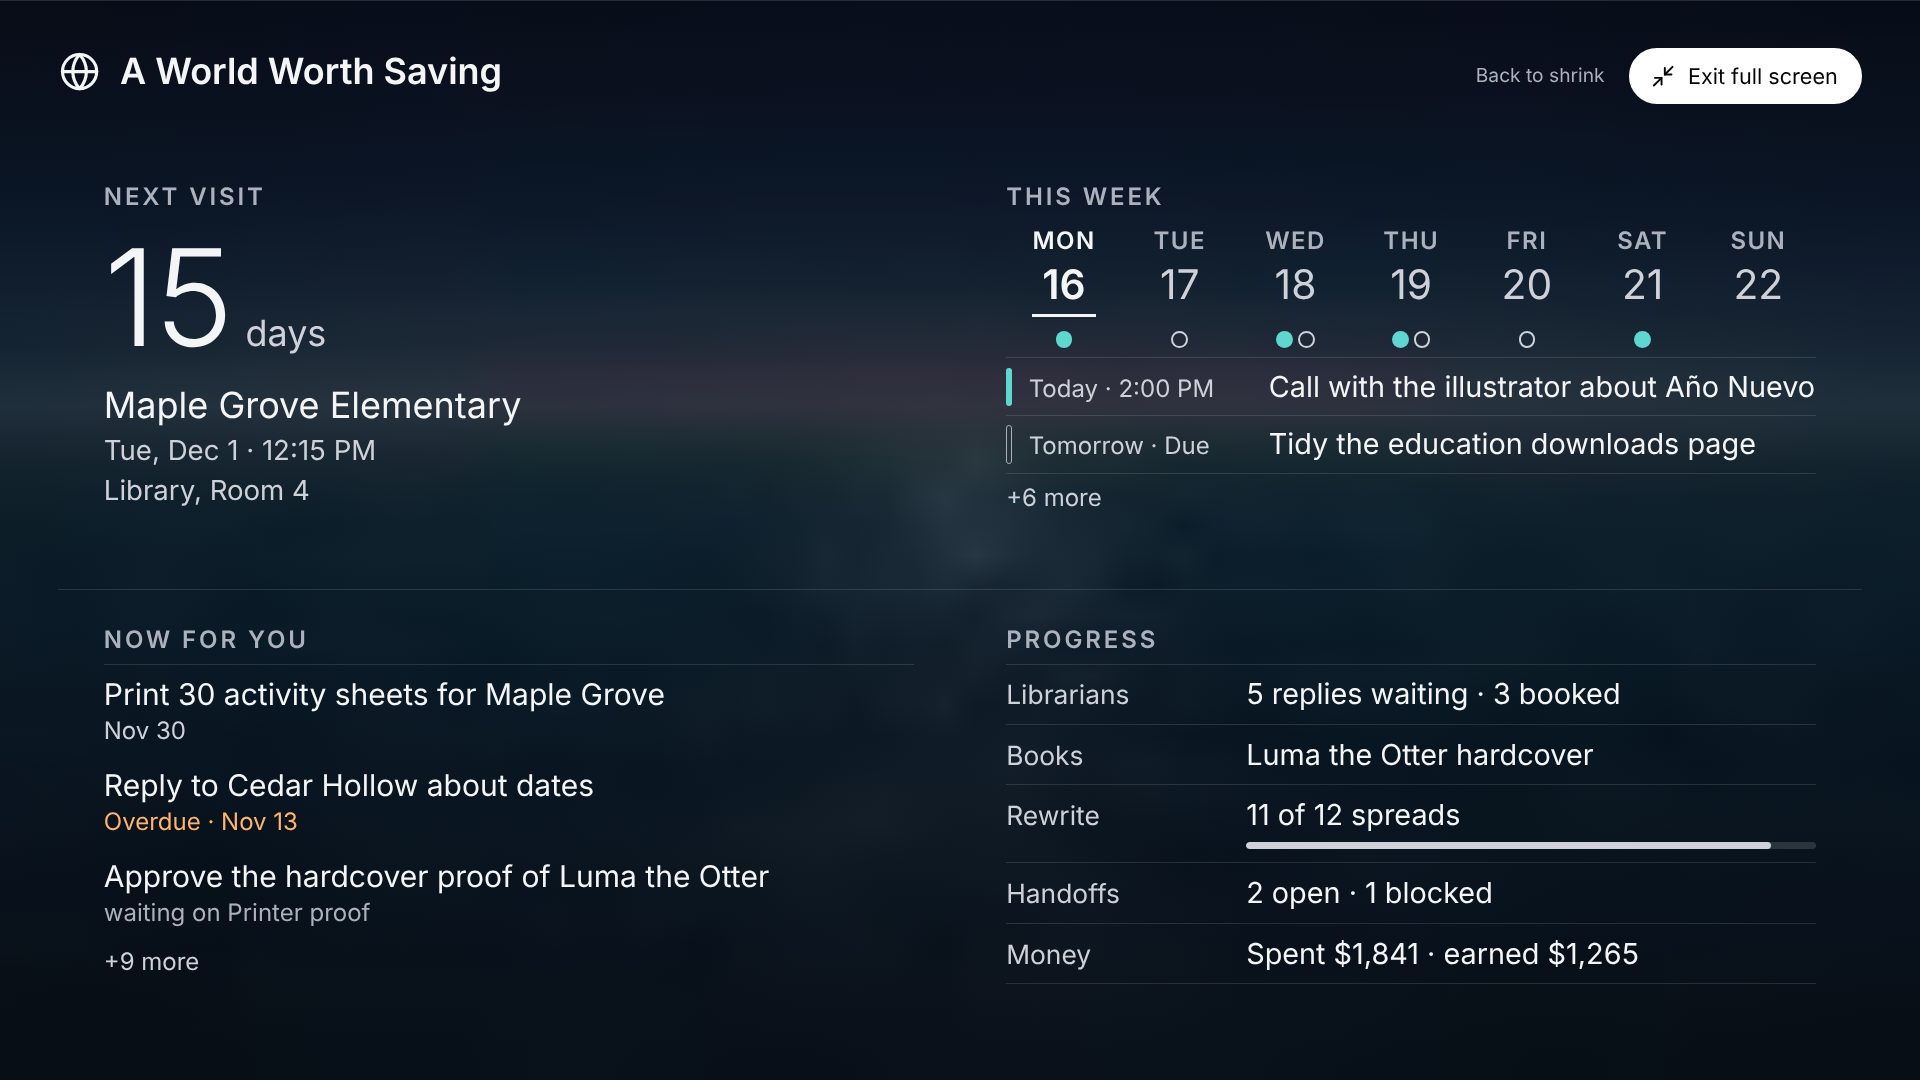 A World Worth Saving
Back to shrink
Exit full screen
NEXT VISIT
15 days
Maple Grove Elementary
Tue, Dec 1 · 12:15 PM
Library, Room 4
THIS WEEK
MON TUE WED THU FRI SAT SUN
16 17 18 19 20 21 22
Today · 2:00 PM Call with the illustrator about Año Nuevo
Tomorrow · Due Tidy the education downloads page
+6 more
NOW FOR YOU
Print 30 activity sheets for Maple Grove
Nov 30
Reply to Cedar Hollow about dates
Overdue · Nov 13
Approve the hardcover proof of Luma the Otter
waiting on Printer proof
+9 more
PROGRESS
Librarians 5 replies waiting · 3 booked
Books Luma the Otter hardcover
Rewrite 11 of 12 spreads
Handoffs 2 open · 1 blocked
Money Spent $1,841 · earned $1,265